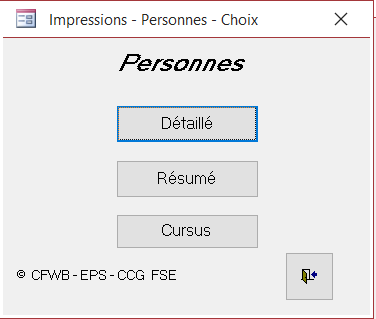 Impressions - Personnes - Choix
Personnes
Détaillé
Résumé
Cursus
© CFWB - EPS - CCG FSE